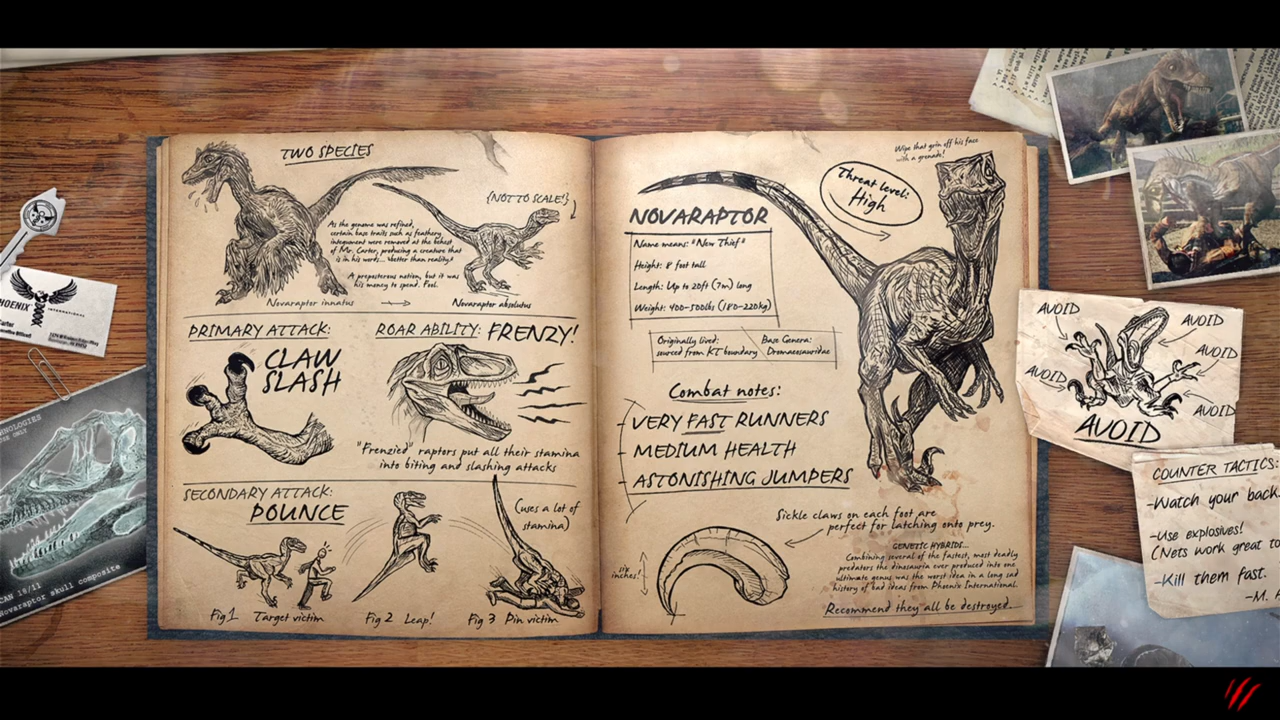 TWO SPECIES
{NOT TO SCALE!}
As the genome was refined,
certain base traits such as feathery
integument were removed at the behest
of Mr. Carter, producing a creature that
is in his words... "better than reality."
A preposterous notion, but it was
his money to spend. Fool.
Novaraptor innatus
Novaraptor absolutus
PRIMARY ATTACK:
CLAW
SLASH
ROAR ABILITY: FRENZY!
"Frenzied" raptors put all their stamina
into biting and slashing attacks
SECONDARY ATTACK:
POUNCE
(uses a lot of
stamina)
Fig 1 Target victim
Fig 2 Leap!
Fig 3 Pin victim
Wipe that grin off his face
with a grenade!
Threat level:
High
NOVARAPTOR
Name means: "New Thief"
Height: 8 foot tall
Length: Up to 20ft (7m) long
Weight: 400-500lbs (180-220kg)
Originally lived:
sourced from KT boundary
Base Genera:
Dromaeosauridae
Combat notes:
- VERY FAST RUNNERS
- MEDIUM HEALTH
- ASTONISHING JUMPERS
Sickle claws on each foot are
perfect for latching onto prey.
six
inches!
GENETIC HYBRIDS...
Combining several of the fastest, most deadly
predators the dinosauria ever produced into one
ultimate genus was the worst idea in a long sad
history of bad ideas from Phoenix International.
Recommend they all be destroyed.
HOENIX
INTERNATIONAL
Carter
HNOLOGIES
USE ONLY
CAN 18/11
Novaraptor skull composite
AVOID
AVOID
AVOID
AVOID
AVOID
AVOID
COUNTER TACTICS:
-Watch your back
-Use explosives!
(Nets work great to
-Kill them fast.
-M.